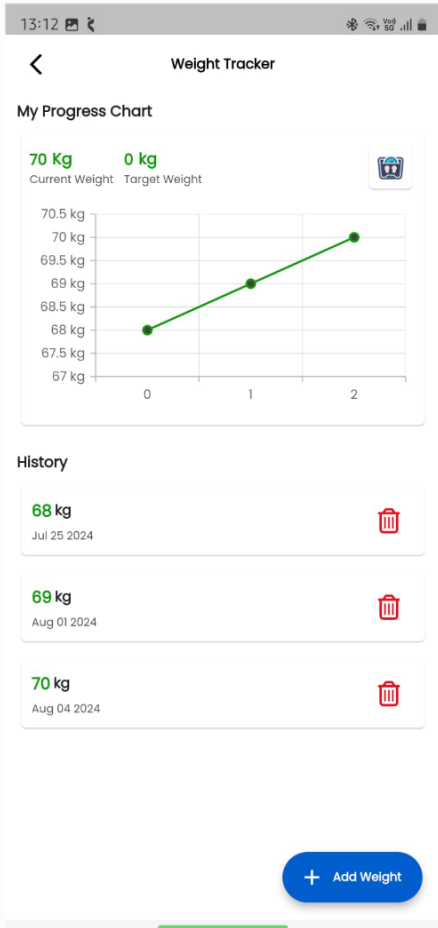 13:12
Vo) 5G
Weight Tracker
My Progress Chart
70 Kg 0 kg
Current Weight Target Weight
70.5 kg
70 kg
69.5 kg
69 kg
68.5 kg
68 kg
67.5 kg
67 kg
0 1 2
History
68 kg
Jul 25 2024
69 kg
Aug 01 2024
70 kg
Aug 04 2024
+ Add Weight